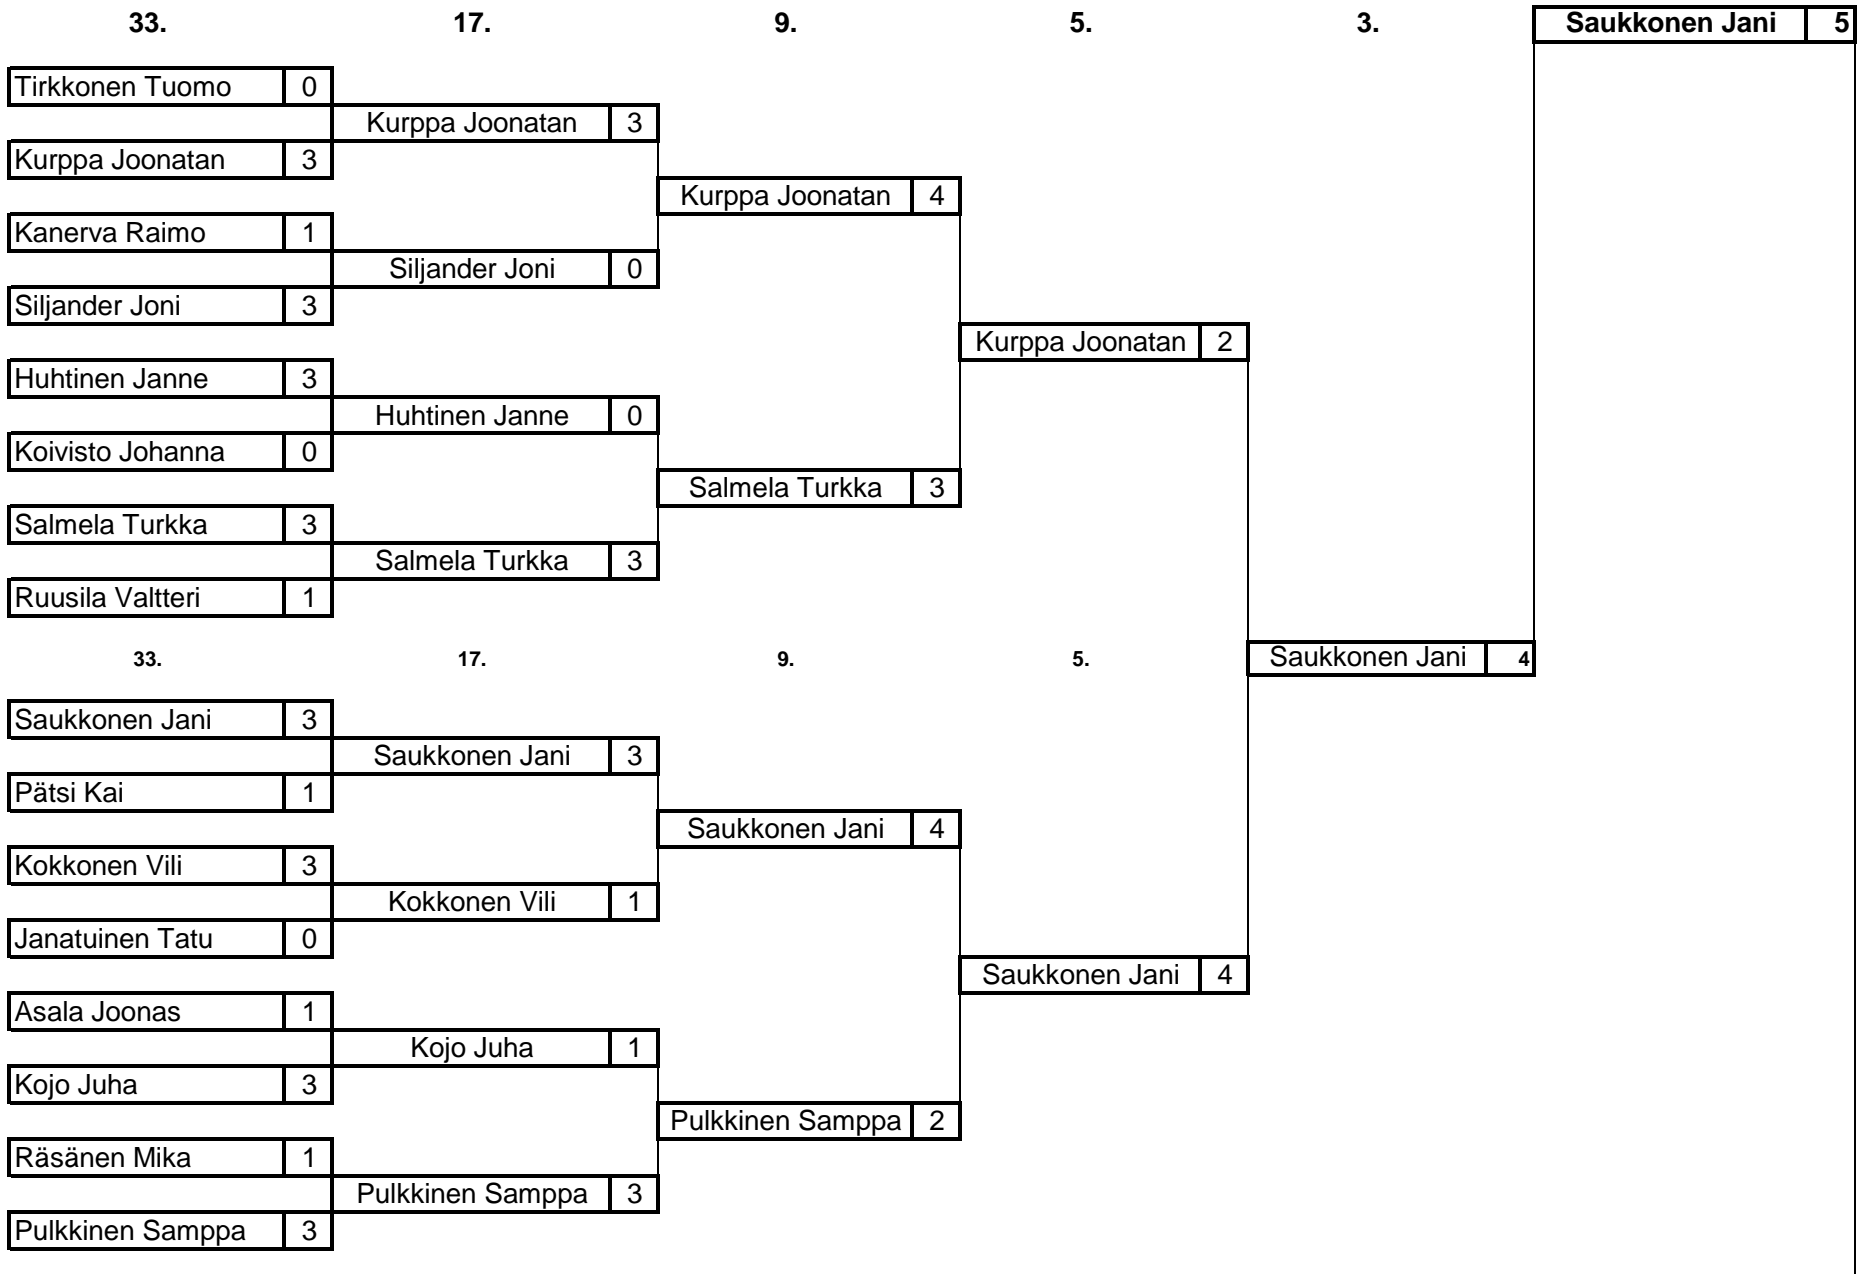 33. 17. 9. 5. 3. Saukkonen Jani 5
Tirkkonen Tuomo 0
Kurppa Joonatan 3
Kurppa Joonatan 3
Kurppa Joonatan 4
Kanerva Raimo 1
Siljander Joni 0
Siljander Joni 3
Kurppa Joonatan 2
Huhtinen Janne 3
Huhtinen Janne 0
Koivisto Johanna 0
Salmela Turkka 3
Salmela Turkka 3
Salmela Turkka 3
Ruusila Valtteri 1
33. 17. 9. 5. Saukkonen Jani 4
Saukkonen Jani 3
Saukkonen Jani 3
Pätsi Kai 1
Saukkonen Jani 4
Kokkonen Vili 3
Kokkonen Vili 1
Janatuinen Tatu 0
Saukkonen Jani 4
Asala Joonas 1
Kojo Juha 1
Kojo Juha 3
Pulkkinen Samppa 2
Räsänen Mika 1
Pulkkinen Samppa 3
Pulkkinen Samppa 3